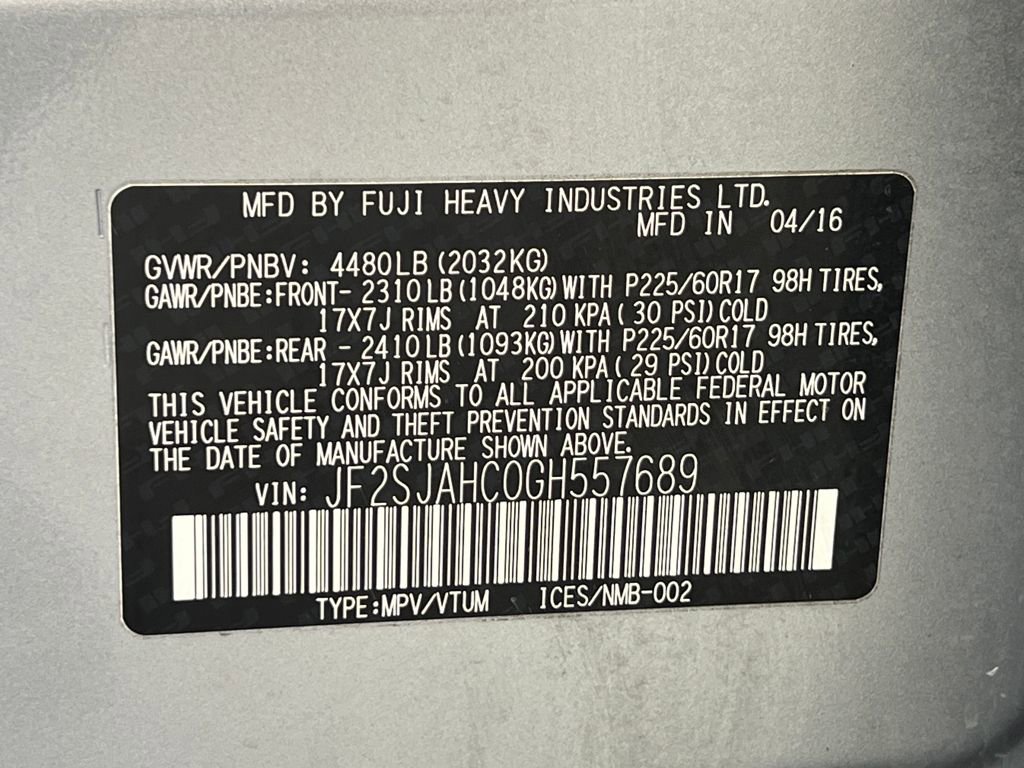 MFD BY FUJI HEAVY INDUSTRIES LTD.
MFD IN 04/16
GVWR/PNBV: 4480LB (2032KG)
GAWR/PNBE:FRONT- 2310LB (1048KG) WITH P225/60R17 98H TIRES,
17X7J RIMS AT 210 KPA ( 30 PSI) COLD
GAWR/PNBE:REAR - 2410LB (1093KG) WITH P225/60R17 98H TIRES,
17X7J RIMS AT 200 KPA ( 29 PSI) COLD
THIS VEHICLE CONFORMS TO ALL APPLICABLE FEDERAL MOTOR
VEHICLE SAFETY AND THEFT PREVENTION STANDARDS IN EFFECT ON
THE DATE OF MANUFACTURE SHOWN ABOVE.
VIN: JF2SJAHC0GH557689
TYPE:MPV/VTUM ICES/NMB-002